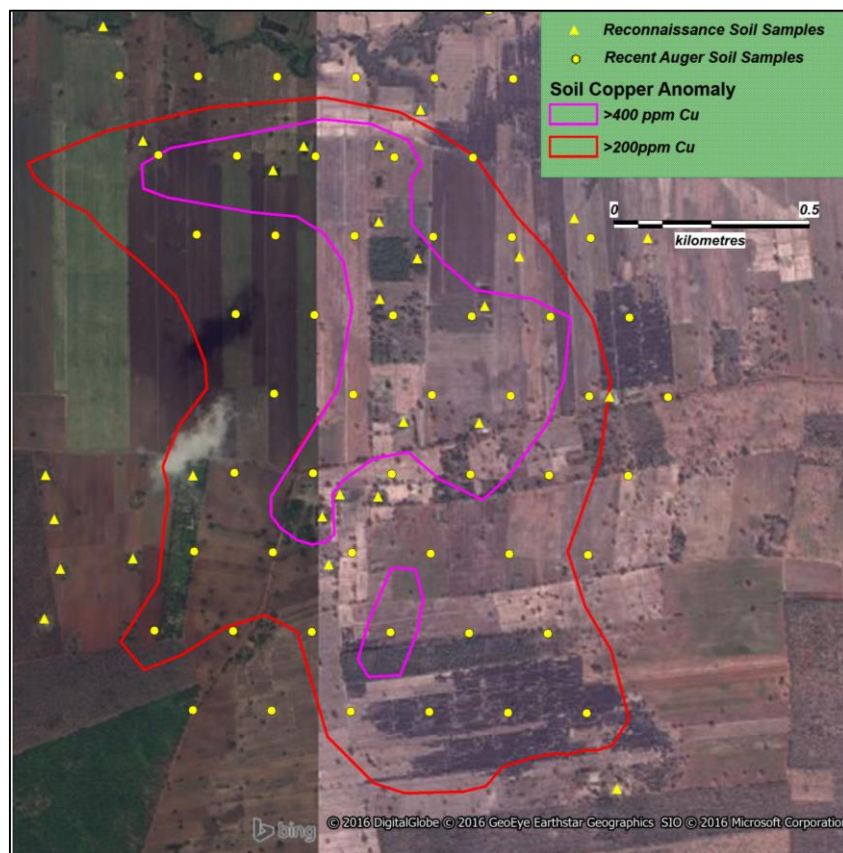 Reconnaissance Soil Samples
Recent Auger Soil Samples
Soil Copper Anomaly
>400 ppm Cu
>200ppm Cu
0 0.5
kilometres
bing
© 2016 DigitalGlobe © 2016 GeoEye Earthstar Geographics SIO © 2016 Microsoft Corporation